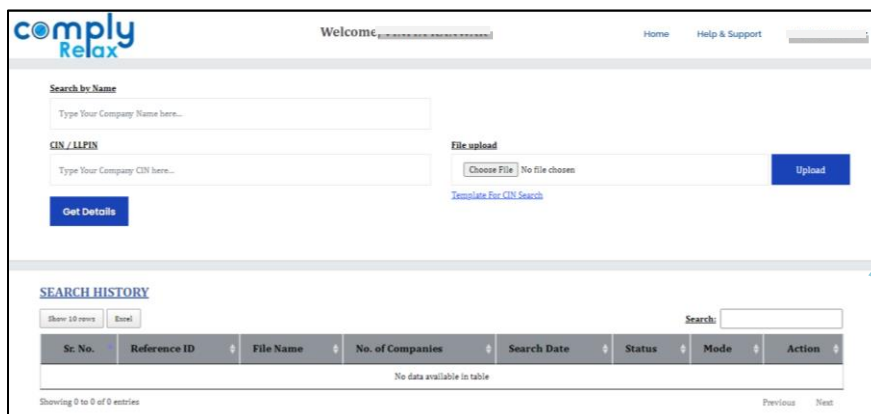 comply
Relax
Welcome,
Home
Help & Support
Search by Name
Type Your Company Name here...
CIN / LLPIN
Type Your Company CIN here...
File upload
Choose File No file chosen
Upload
Template For CIN Search
Get Details
SEARCH HISTORY
Show 10 rows Excel
Search:
Sr. No. Reference ID File Name No. of Companies Search Date Status Mode Action
No data available in table
Showing 0 to 0 of 0 entries
Previous Next